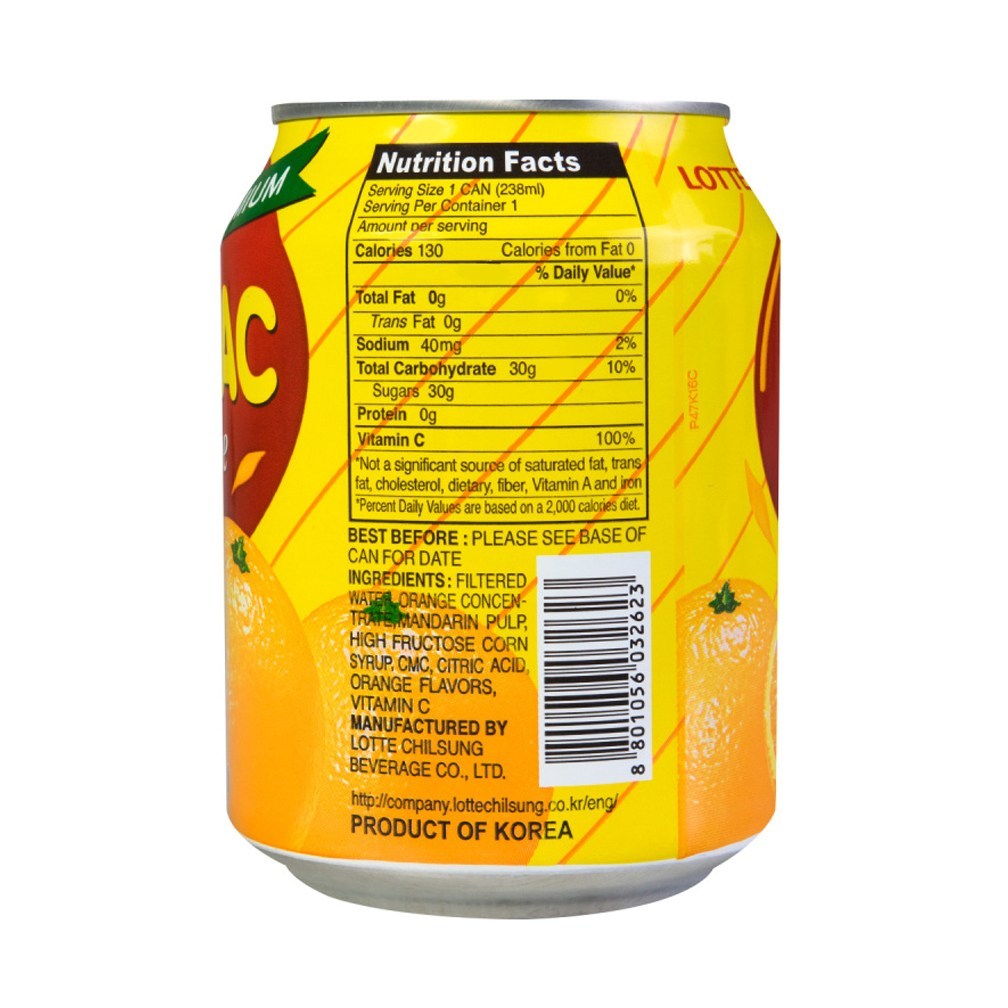 Nutrition Facts
Serving Size 1 CAN (238ml)
Serving Per Container 1
Amount per serving
Calories 130 Calories from Fat 0
% Daily Value*
Total Fat 0g 0%
Trans Fat 0g
Sodium 40mg 2%
Total Carbohydrate 30g 10%
Sugars 30g
Protein 0g
Vitamin C 100%
*Not a significant source of saturated fat, trans
fat, cholesterol, dietary, fiber, Vitamin A and iron
*Percent Daily Values are based on a 2,000 calories diet.
BEST BEFORE : PLEASE SEE BASE OF
CAN FOR DATE
INGREDIENTS : FILTERED
WATER, ORANGE CONCEN-
TRATE, MANDARIN PULP,
HIGH FRUCTOSE CORN
SYRUP, CMC, CITRIC ACID,
ORANGE FLAVORS,
VITAMIN C
MANUFACTURED BY
LOTTE CHILSUNG
BEVERAGE CO., LTD.
http://company.lottechilsung.co.kr/eng/
PRODUCT OF KOREA
8 801056 032623
P47K16C
LOTTE
MIUM
AC